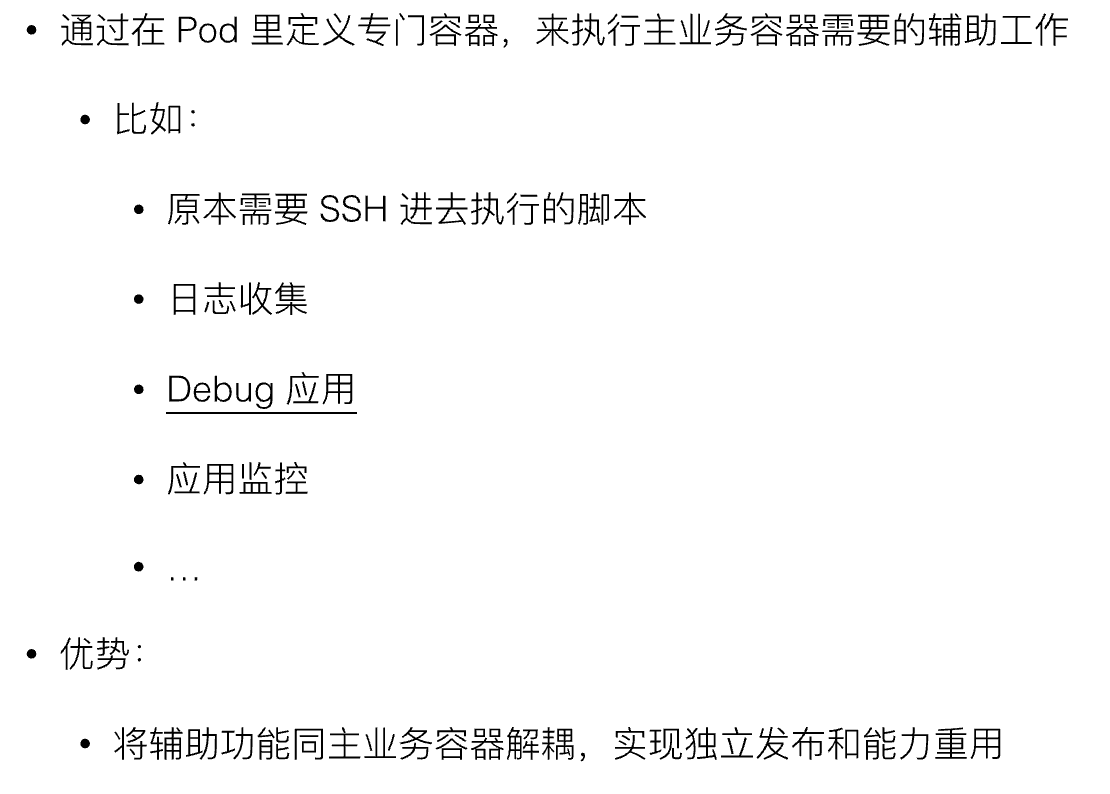 • 通过在 Pod 里定义专门容器，来执行主业务容器需要的辅助工作
• 比如：
• 原本需要 SSH 进去执行的脚本
• 日志收集
• Debug 应用
• 应用监控
• …
• 优势：
• 将辅助功能同主业务容器解耦，实现独立发布和能力重用